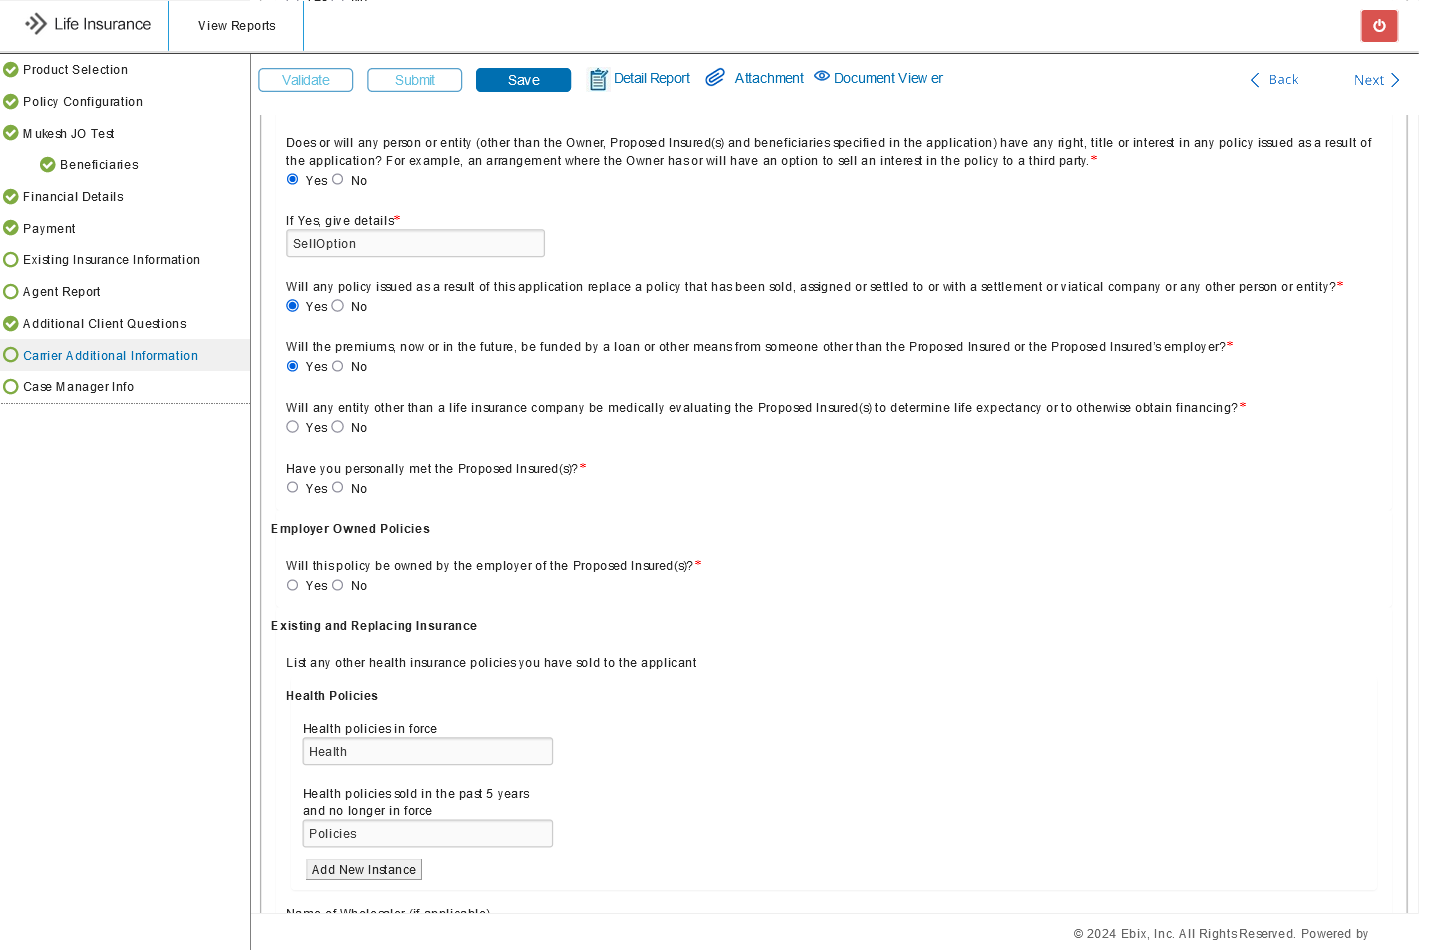 Life Insurance
View Reports
Product Selection
Policy Configuration
Mukesh JO Test
Beneficiaries
Financial Details
Payment
Existing Insurance Information
Agent Report
Additional Client Questions
Carrier Additional Information
Case Manager Info
Validate
Submit
Save
Detail Report
Attachment
Document Viewer
Back
Next
Does or will any person or entity (other than the Owner, Proposed Insured(s) and beneficiaries specified in the application) have any right, title or interest in any policy issued as a result of
the application? For example, an arrangement where the Owner has or will have an option to sell an interest in the policy to a third party.*
Yes No
If Yes, give details*
SellOption
Will any policy issued as a result of this application replace a policy that has been sold, assigned or settled to or with a settlement or viatical company or any other person or entity?*
Yes No
Will the premiums, now or in the future, be funded by a loan or other means from someone other than the Proposed Insured or the Proposed Insured's employer?*
Yes No
Will any entity other than a life insurance company be medically evaluating the Proposed Insured(s) to determine life expectancy or to otherwise obtain financing?*
Yes No
Have you personally met the Proposed Insured(s)?*
Yes No
Employer Owned Policies
Will this policy be owned by the employer of the Proposed Insured(s)?*
Yes No
Existing and Replacing Insurance
List any other health insurance policies you have sold to the applicant
Health Policies
Health policies in force
Health
Health policies sold in the past 5 years
and no longer in force
Policies
Add New Instance
Name of Wholesaler (if applicable)
© 2024 Ebix, Inc. All Rights Reserved. Powered by